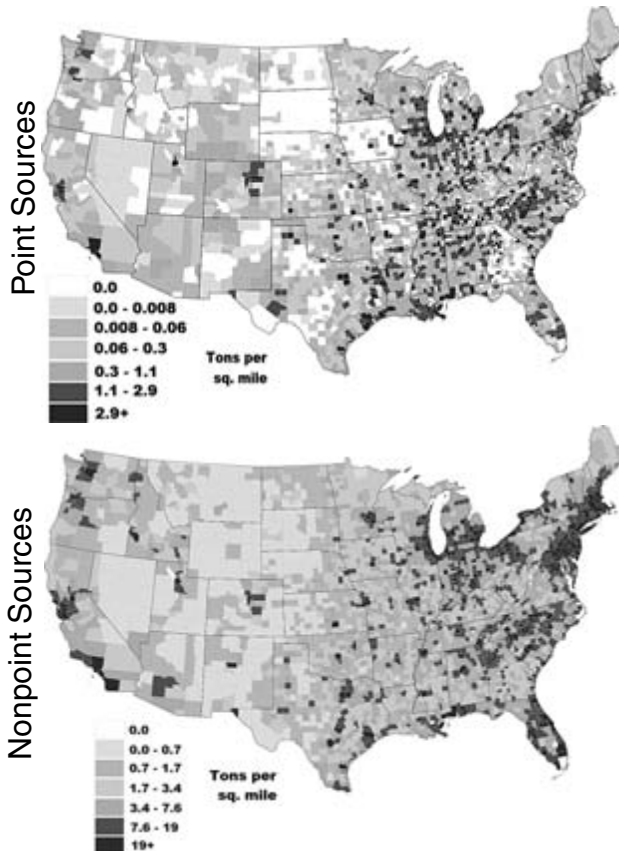 Point Sources
0.0
0.0 - 0.008
0.008 - 0.06
0.06 - 0.3
0.3 - 1.1
1.1 - 2.9
2.9+
Tons per
sq. mile
Nonpoint Sources
0.0
0.0 - 0.7
0.7 - 1.7
1.7 - 3.4
3.4 - 7.6
7.6 - 19
19+
Tons per
sq. mile